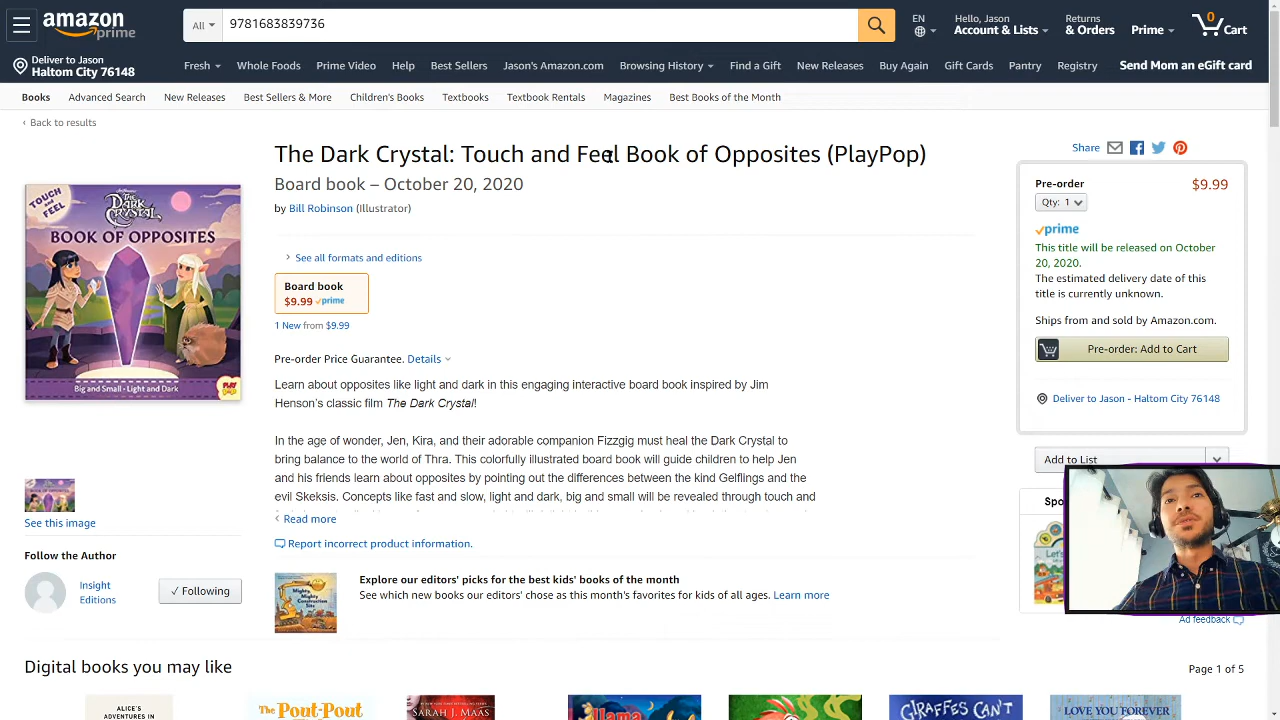 amazon
prime
All
9781683839736
EN
Hello, Jason
Account & Lists
Returns
& Orders
Prime
0
Cart
Deliver to Jason
Haltom City 76148
Fresh
Whole Foods
Prime Video
Help
Best Sellers
Jason's Amazon.com
Browsing History
Find a Gift
New Releases
Buy Again
Gift Cards
Pantry
Registry
Send Mom an eGift card
Books
Advanced Search
New Releases
Best Sellers & More
Children's Books
Textbooks
Textbook Rentals
Magazines
Best Books of the Month
‹ Back to results
The Dark Crystal: Touch and Feel Book of Opposites (PlayPop)
Board book – October 20, 2020
by Bill Robinson (Illustrator)
› See all formats and editions
Board book
$9.99 prime
1 New from $9.99
Pre-order Price Guarantee. Details
Learn about opposites like light and dark in this engaging interactive board book inspired by Jim
Henson's classic film The Dark Crystal!
In the age of wonder, Jen, Kira, and their adorable companion Fizzgig must heal the Dark Crystal to
bring balance to the world of Thra. This colorfully illustrated board book will guide children to help Jen
and his friends learn about opposites by pointing out the differences between the kind Gelflings and the
evil Skeksis. Concepts like fast and slow, light and dark, big and small will be revealed through touch and
‹ Read more
Report incorrect product information.
Explore our editors' picks for the best kids' books of the month
See which new books our editors' chose as this month's favorites for kids of all ages. Learn more
TOUCH
and
FEEL
THE
DARK
CRYSTAL
BOOK OF OPPOSITES
Big and Small · Light and Dark
PLAY
POP
See this image
Follow the Author
Insight
Editions
✓ Following
Share
Pre-order
$9.99
Qty: 1
prime
This title will be released on October
20, 2020.
The estimated delivery date of this
title is currently unknown.
Ships from and sold by Amazon.com.
Pre-order: Add to Cart
Deliver to Jason - Haltom City 76148
Add to List
Spo
Let's
Ad feedback
Digital books you may like
Page 1 of 5
ALICE'S
ADVENTURES IN
The Pout-Pout
SARAH J. MAAS
llama
GIRAFFES CAN'T
LOVE YOU FOREVER